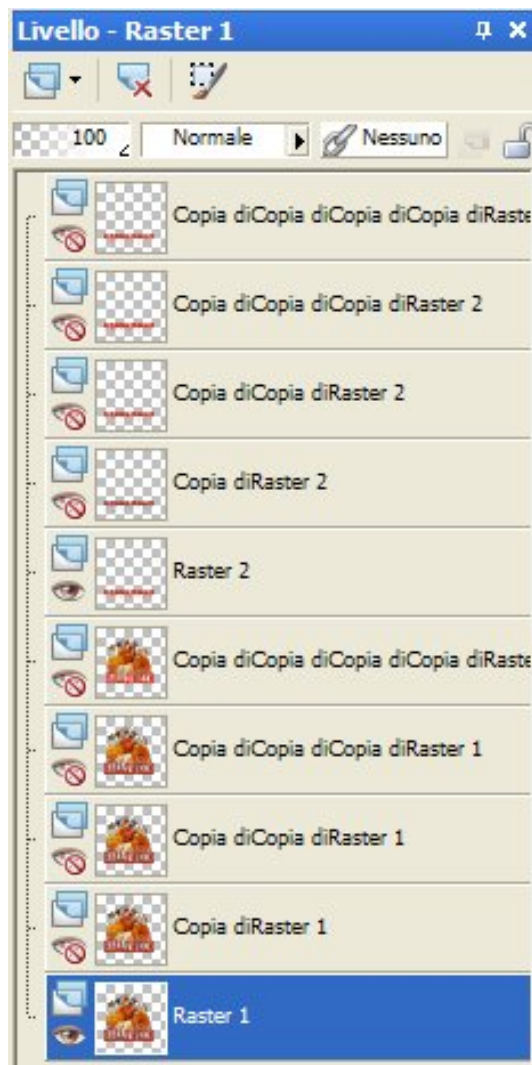 Livello - Raster 1
100 Normale Nessuno
Copia diCopia diCopia diCopia diRaste
Copia diCopia diCopia diRaster 2
Copia diCopia diRaster 2
Copia diRaster 2
Raster 2
Copia diCopia diCopia diCopia diRaste
Copia diCopia diCopia diRaster 1
Copia diCopia diRaster 1
Copia diRaster 1
Raster 1